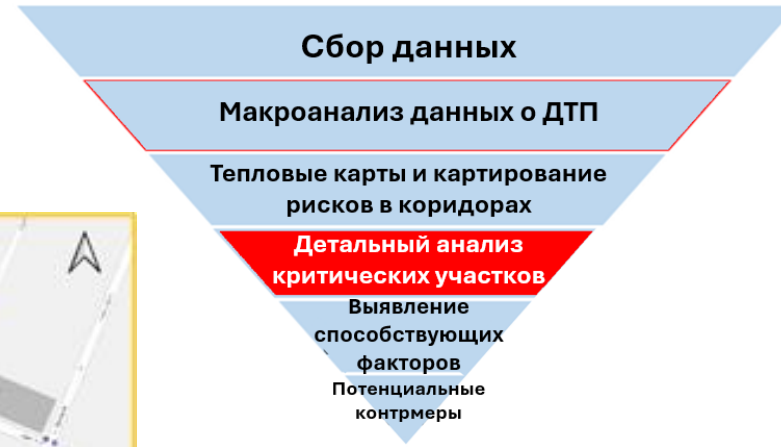 Сбор данных
Макроанализ данных о ДТП
Тепловые карты и картирование
рисков в коридорах
Детальный анализ
критических участков
Выявление
способствующих
факторов
Потенциальные
контрмеры